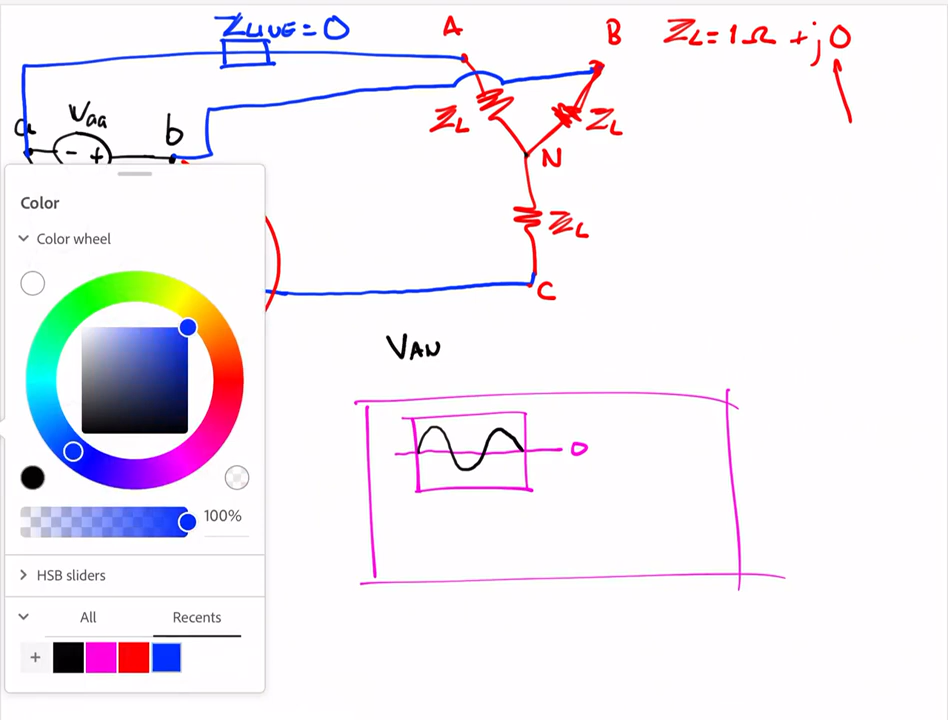 ZLINE = 0
A
B
ZL = 1Ω + j0
a
Vaa
- +
b
ZL
ZL
N
ZL
C
VAN
0
Color
Color wheel
100%
HSB sliders
All
Recents
+